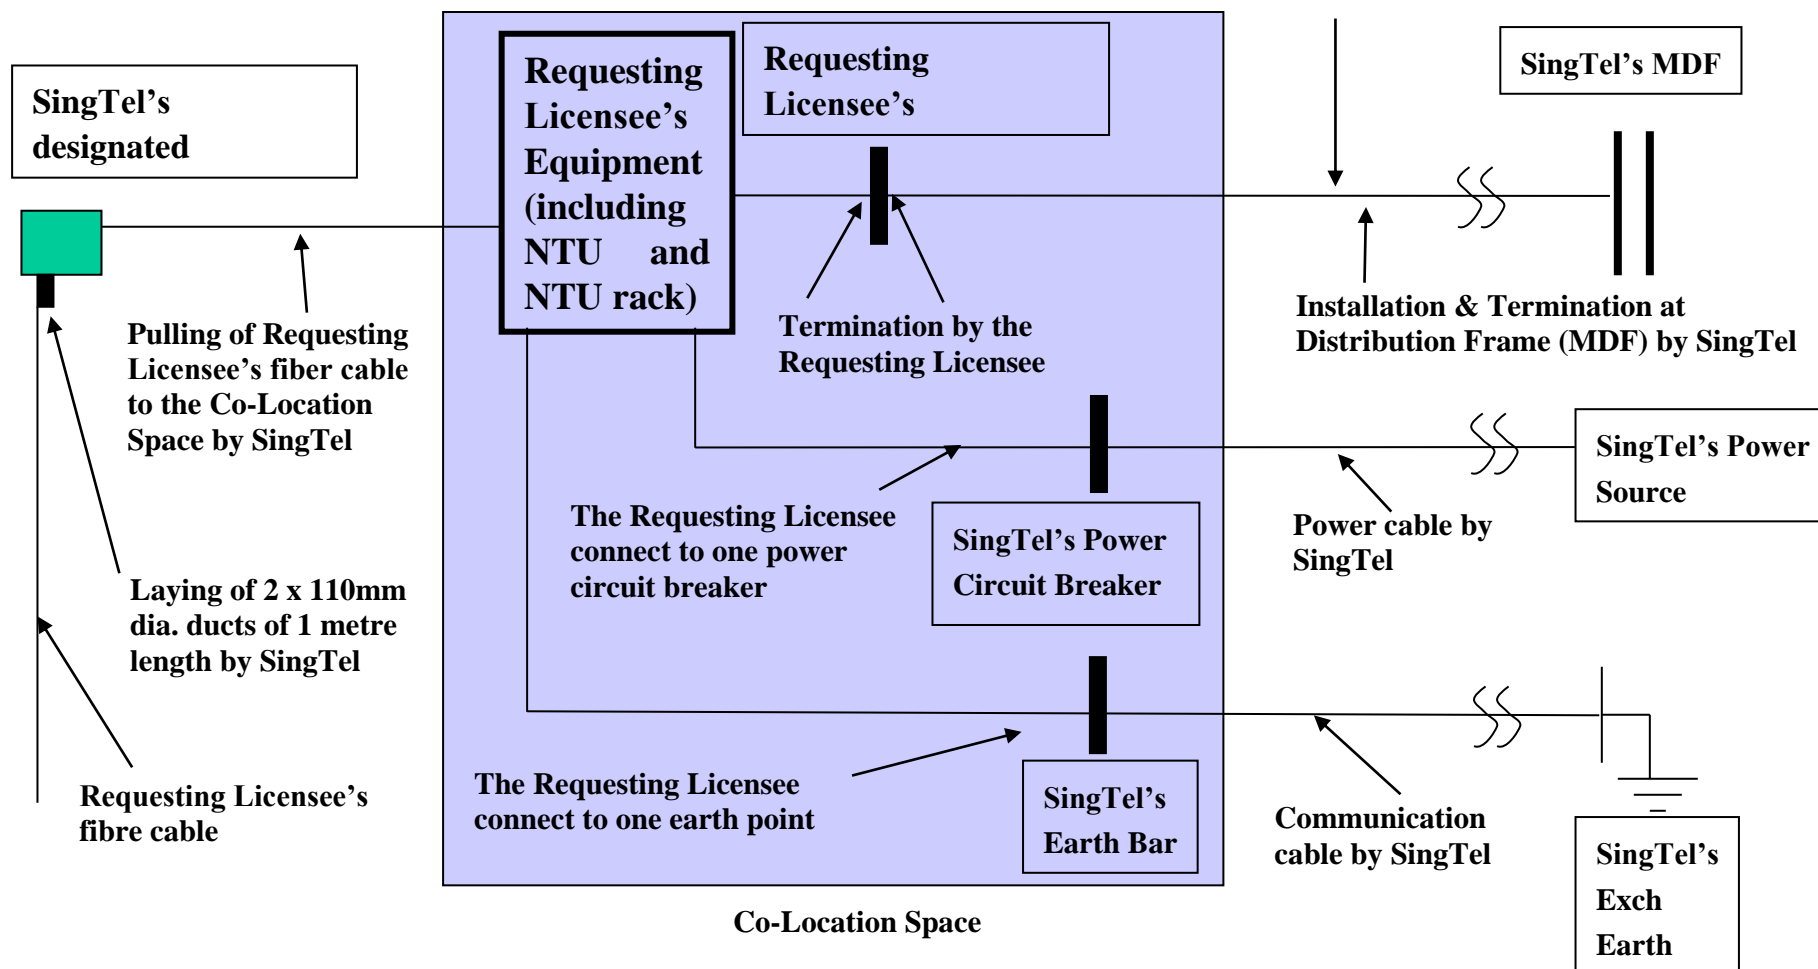 SingTel's
designated
Requesting
Licensee's
Equipment
(including
NTU and
NTU rack)
Requesting
Licensee's
SingTel's MDF
Pulling of Requesting
Licensee's fiber cable
to the Co-Location
Space by SingTel
Termination by the
Requesting Licensee
Installation & Termination at
Distribution Frame (MDF) by SingTel
The Requesting Licensee
connect to one power
circuit breaker
SingTel's Power
Circuit Breaker
Power cable by
SingTel
SingTel's Power
Source
Laying of 2 x 110mm
dia. ducts of 1 metre
length by SingTel
Requesting Licensee's
fibre cable
The Requesting Licensee
connect to one earth point
SingTel's
Earth Bar
Communication
cable by SingTel
SingTel's
Exch
Earth
Co-Location Space